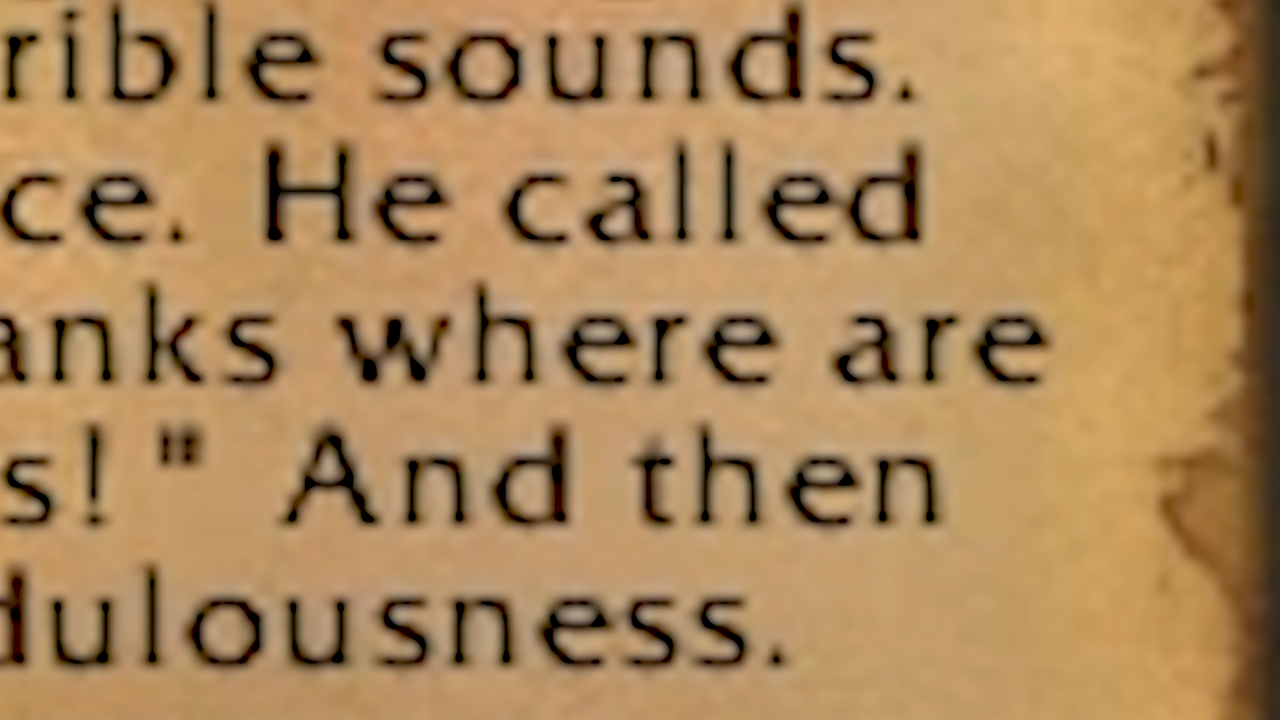 rible sounds.
ce. He called
anks where are
s!" And then
dulousness.